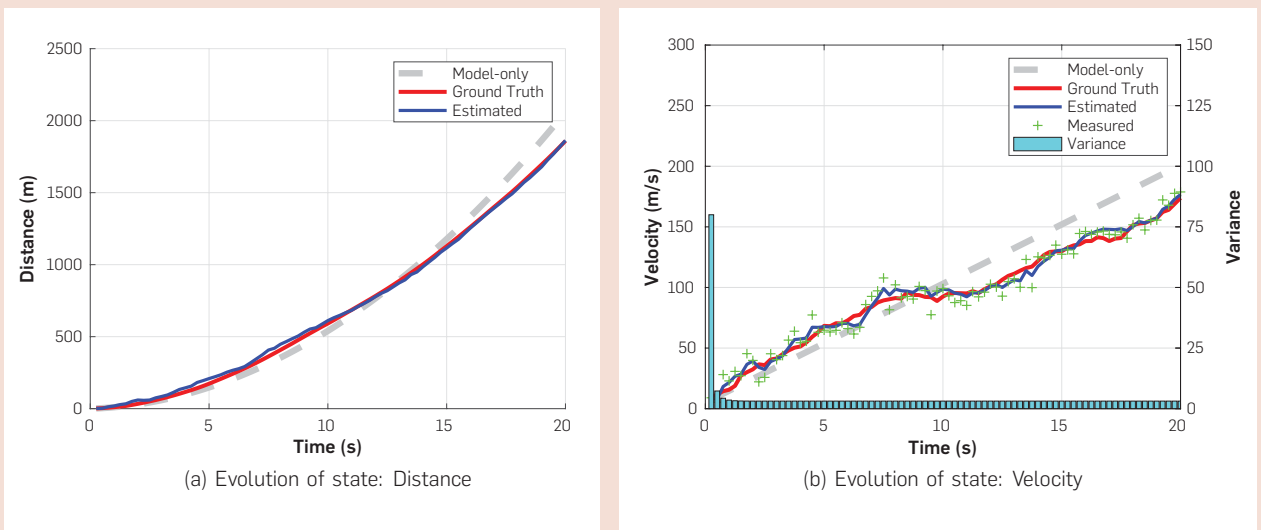 2500
2000
1500
1000
500
0
0 5 10 15 20
Distance (m)
Time (s)
Model-only
Ground Truth
Estimated
(a) Evolution of state: Distance
300
250
200
150
100
50
0
0 5 10 15 20
150
125
100
75
50
25
0
Velocity (m/s)
Variance
Time (s)
Model-only
Ground Truth
Estimated
Measured
Variance
(b) Evolution of state: Velocity